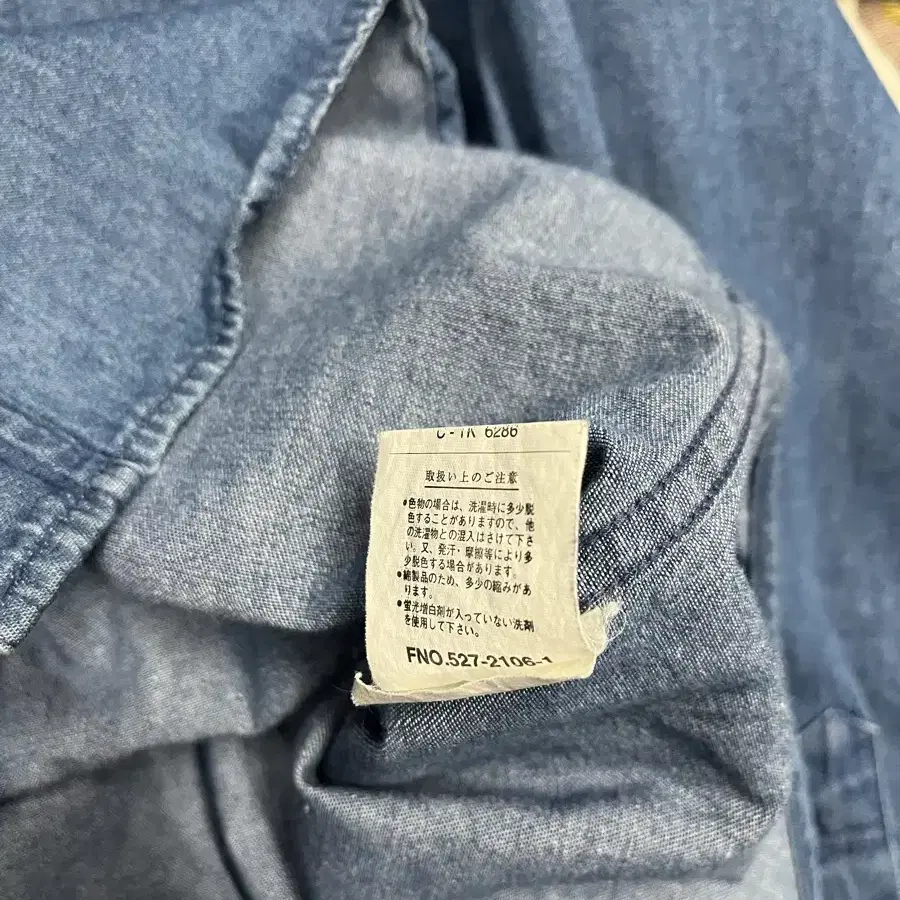 6286
取扱い上のご注意
●色物の場合は、洗濯時に多少脱
色することがありますので、他
の洗濯物との混入はさけて下さ
い。又、発汗・摩擦等により多
少脱色する場合があります。
●綿製品のため、多少の縮みがあ
ります。
●蛍光増白剤が入っていない洗剤
を使用して下さい。
FNO.527-2106-1